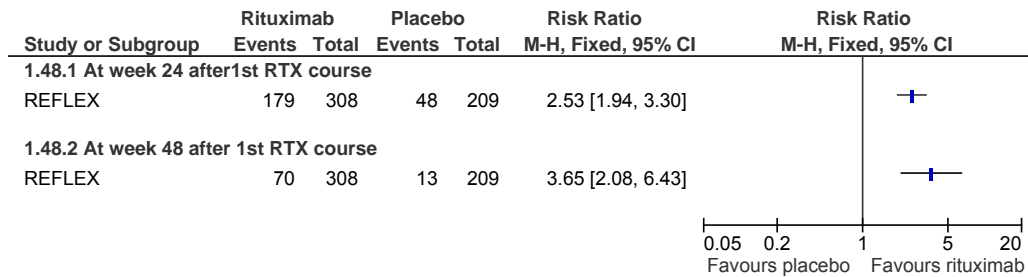 Rituximab Placebo Risk Ratio Risk Ratio
Study or Subgroup Events Total Events Total M-H, Fixed, 95% CI M-H, Fixed, 95% CI
1.48.1 At week 24 after1st RTX course
REFLEX 179 308 48 209 2.53 [1.94, 3.30]
1.48.2 At week 48 after 1st RTX course
REFLEX 70 308 13 209 3.65 [2.08, 6.43]
0.05 0.2 1 5 20
Favours placebo Favours rituximab